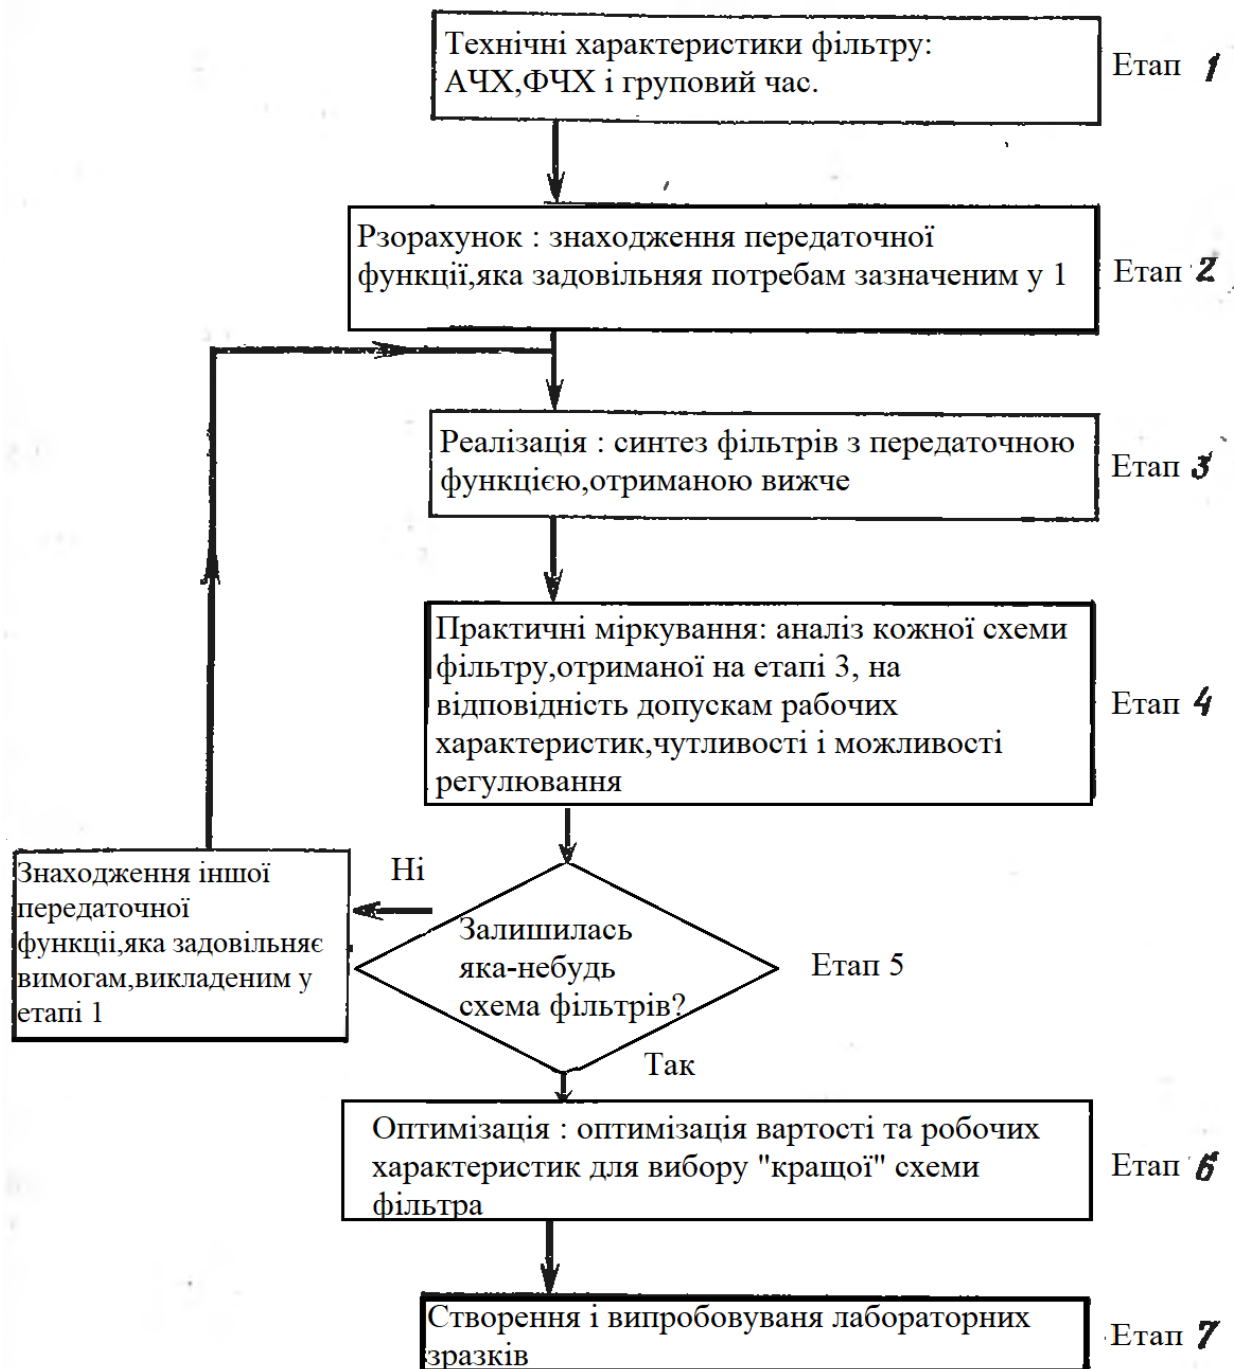 Технічні характеристики фільтру:
АЧХ,ФЧХ і груповий час.
Етап 1
Рзорахунок : знаходження передаточної
функції,яка задовільняя потребам зазначеним у 1
Етап 2
Реалізація : синтез фільтрів з передаточною
функцією,отриманою вижче
Етап 3
Практичні міркування: аналіз кожної схеми
фільтру,отриманої на етапі 3, на
відповідність допускам рабочих
характеристик,чутливості і можливості
регулювання
Етап 4
Знаходження іншої
передаточної
функціі,яка задовільняє
вимогам,викладеним у
етапі 1
Ні
Залишилась
яка-небудь
схема фільтрів?
Етап 5
Так
Оптимізація : оптимізація вартості та робочих
характеристик для вибору "кращої" схеми
фільтра
Етап 6
Створення і випробовуваня лабораторних
зразків
Етап 7